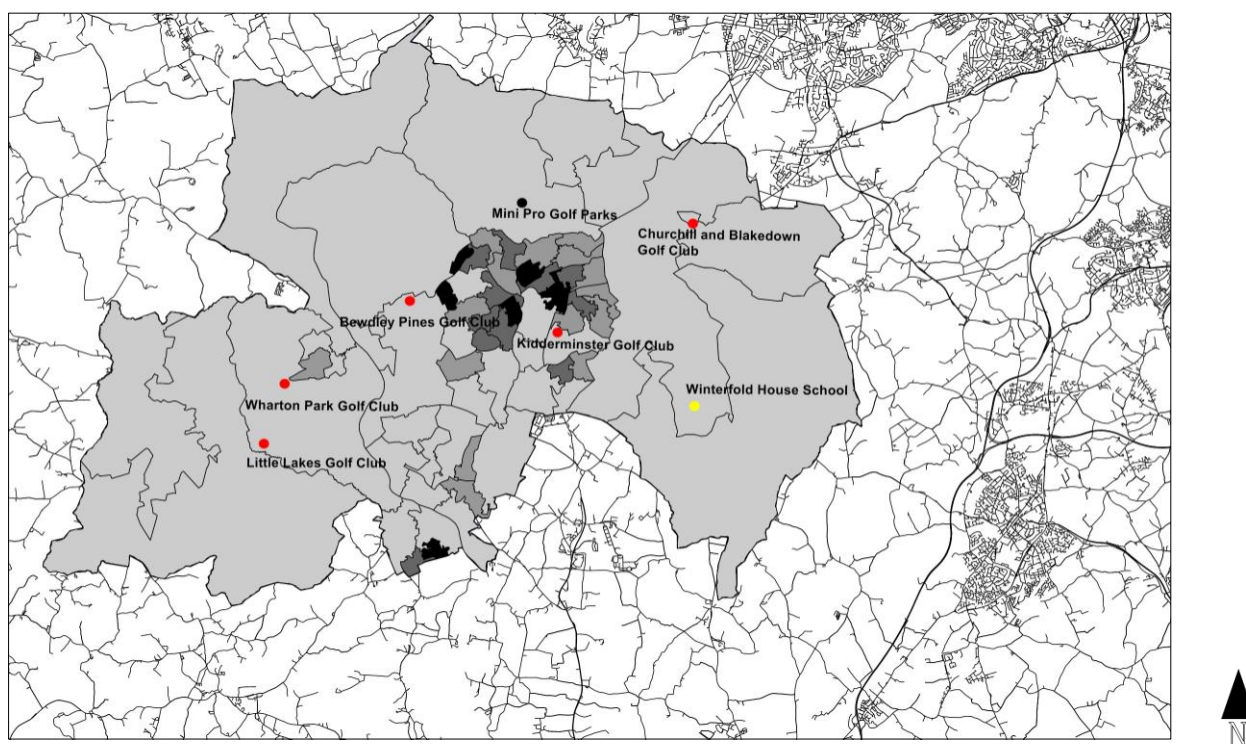 Mini Pro Golf Parks
Churchill and Blakedown
Golf Club
Bewdley Pines Golf Club
Kidderminster Golf Club
Winterfold House School
Wharton Park Golf Club
Little Lakes Golf Club
N